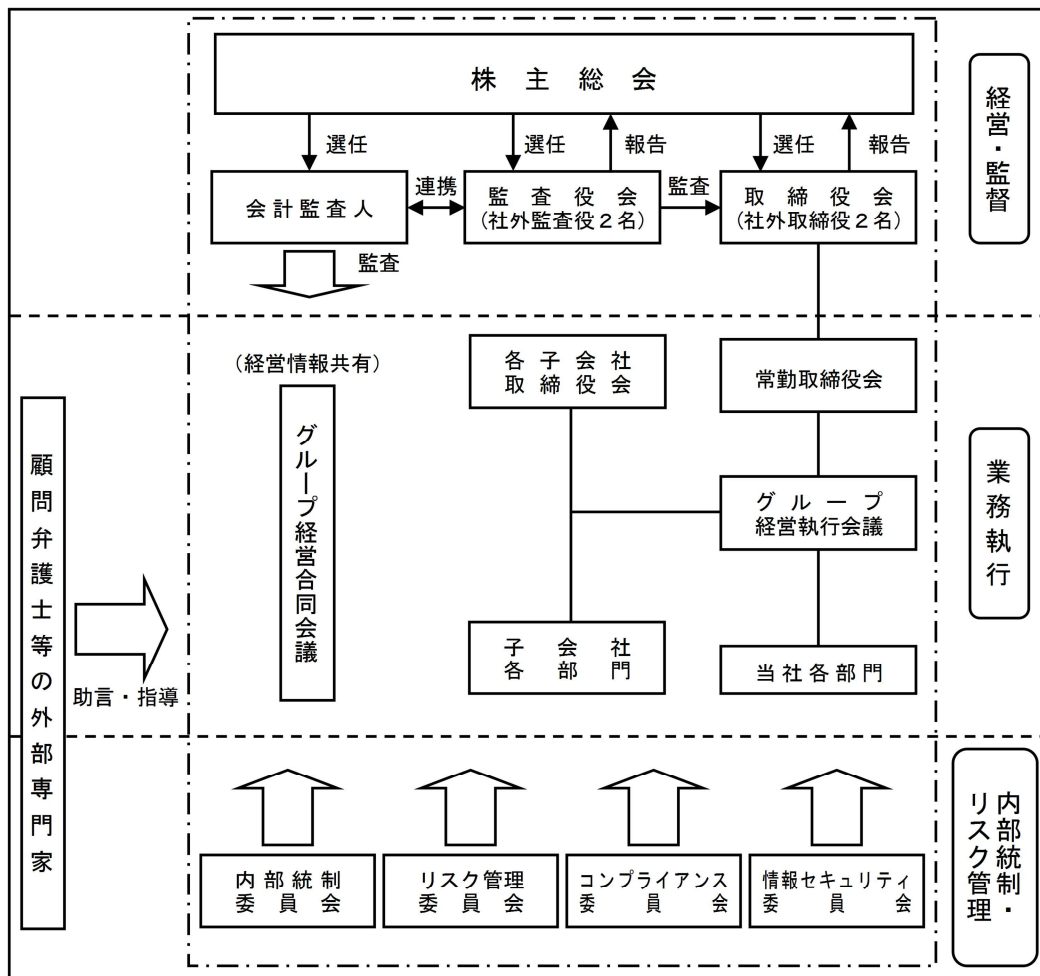 株主総会
選任
選任
報告
選任
報告
会計監査人
連携
監査役会
(社外監査役2名)
監査
取締役会
(社外取締役2名)
監査
経営・監督
(経営情報共有)
グループ経営合同会議
各子会社
取締役会
常勤取締役会
グループ
経営執行会議
子会社
各部門
当社各部門
業務執行
顧問弁護士等の外部専門家
助言・指導
内部統制
委員会
リスク管理
委員会
コンプライアンス
委員会
情報セキュリティ
委員会
内部統制・
リスク管理